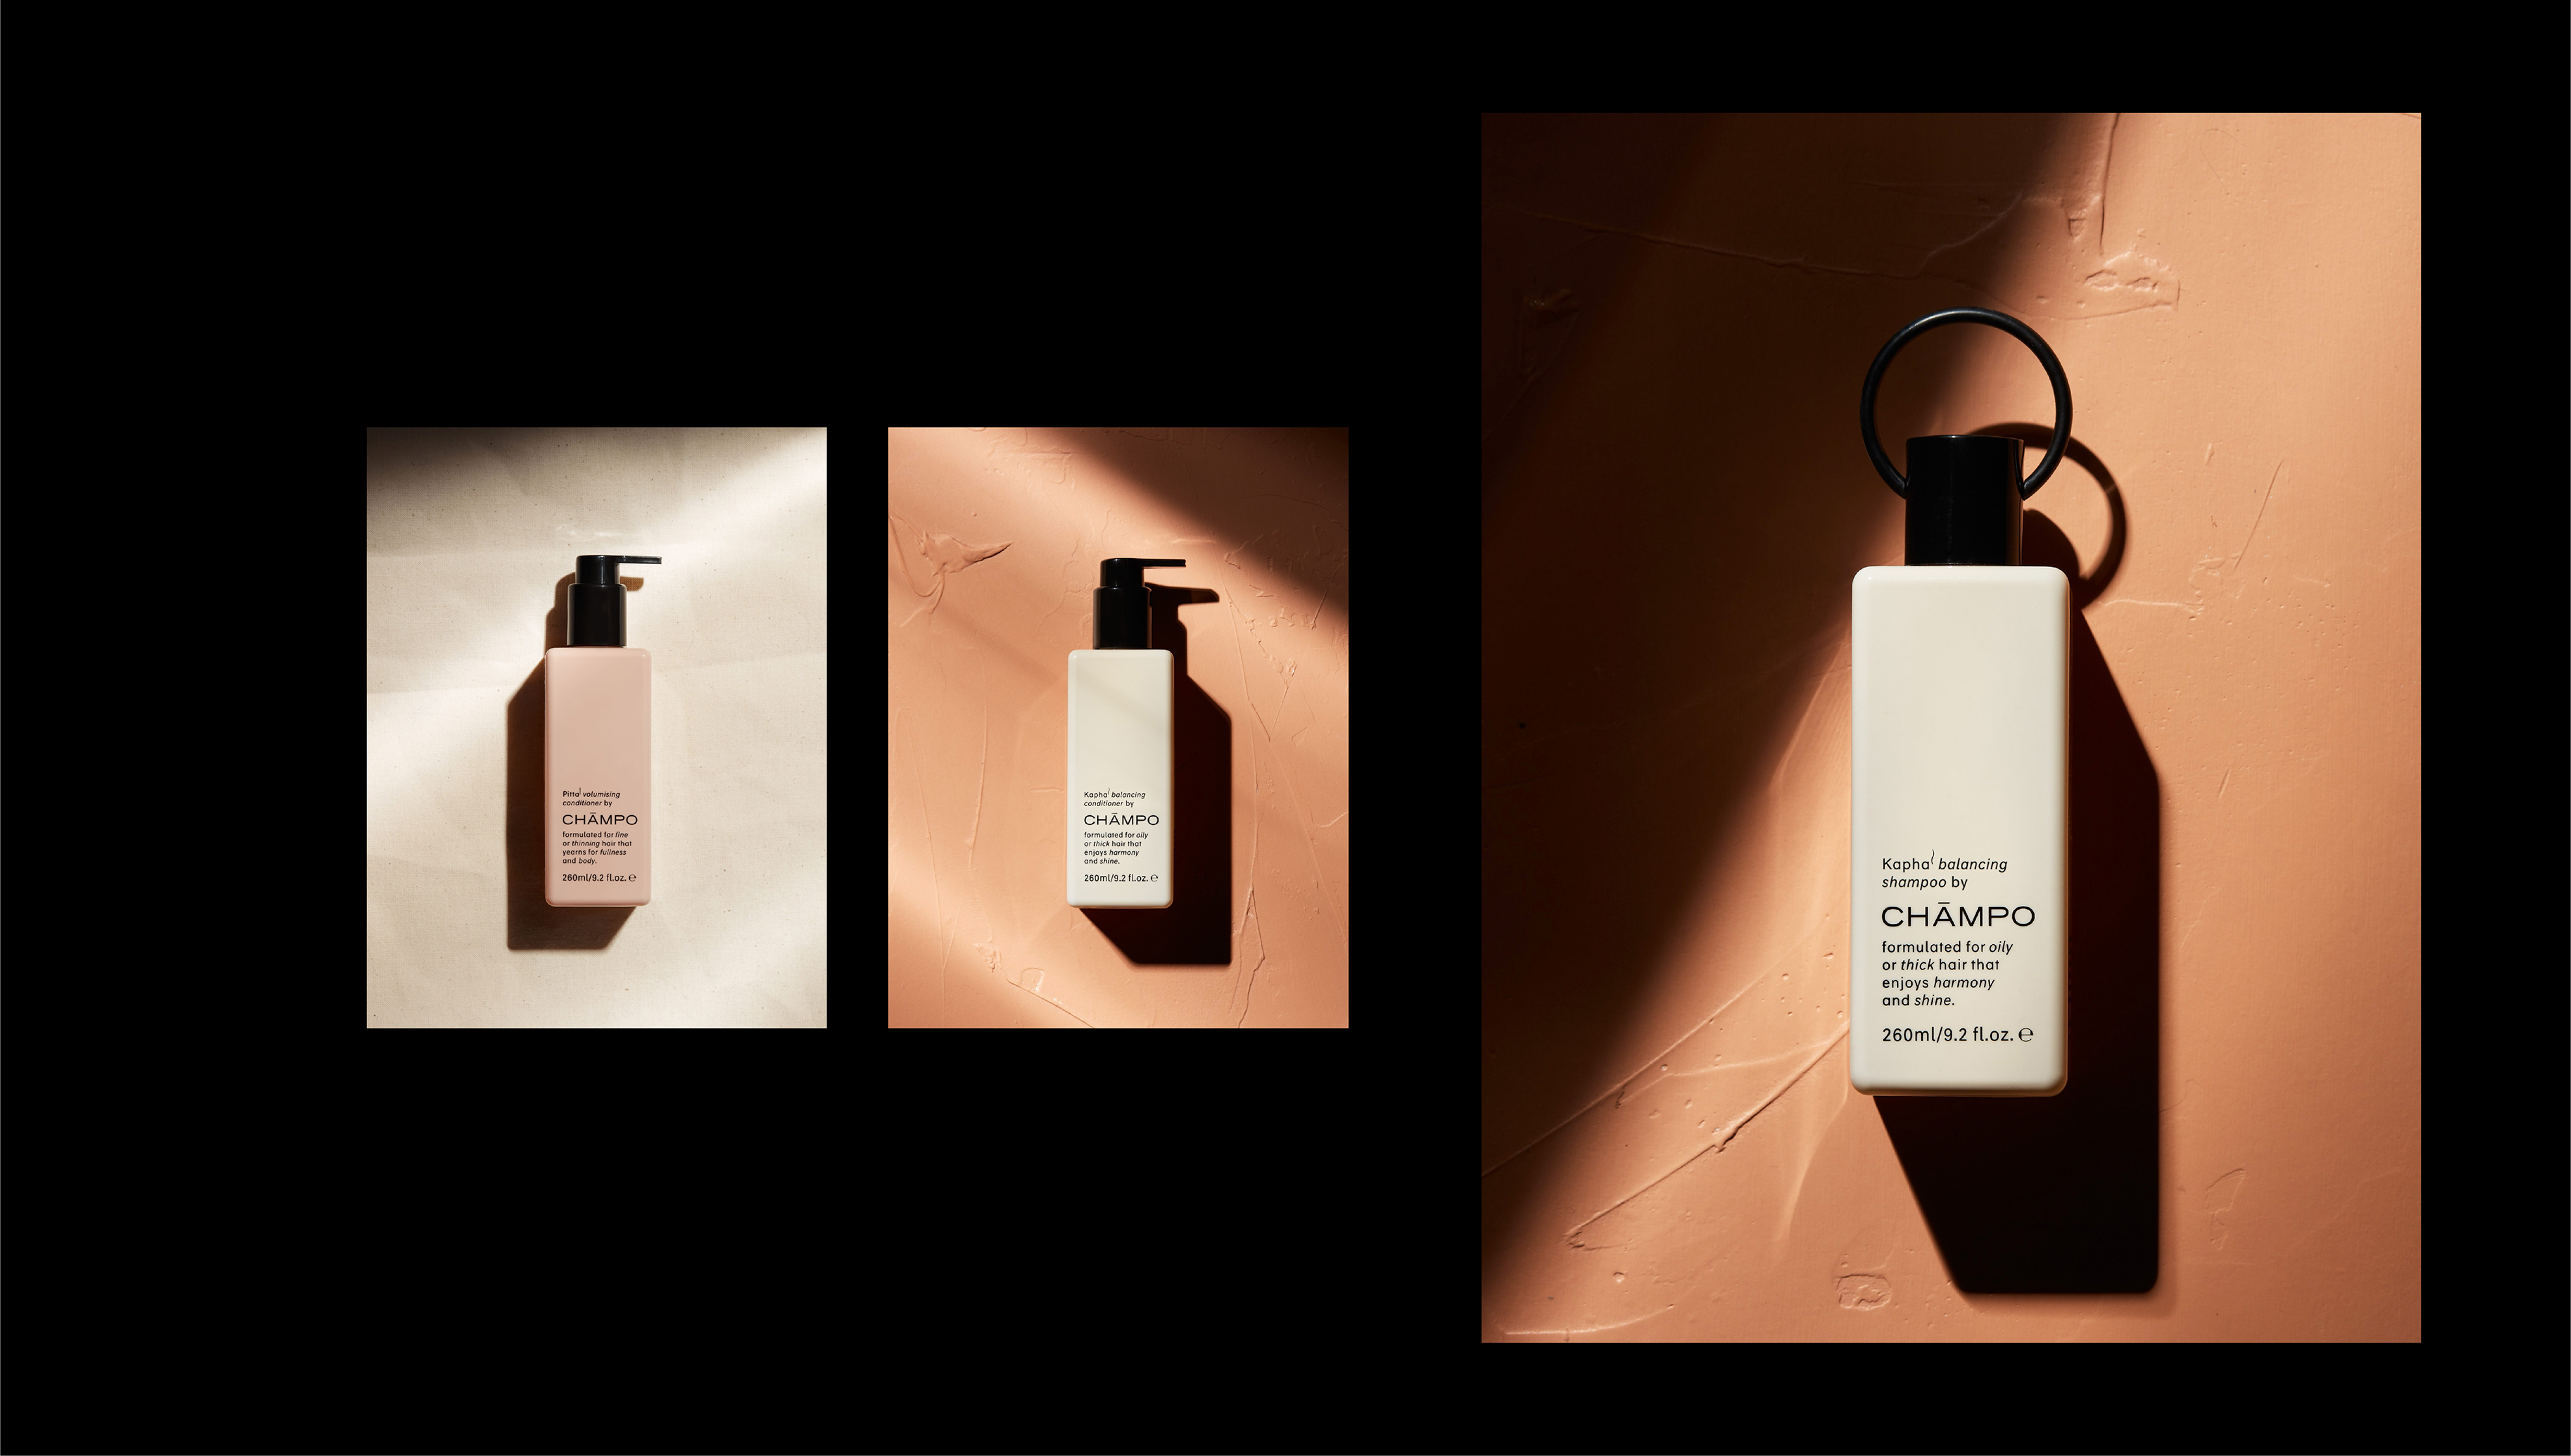 Pitta volumising
conditioner by
CHĀMPO
formulated for fine
or thinning hair that
yearns for fullness
and body.
260ml/9.2 fl.oz. ℮
Kapha balancing
conditioner by
CHĀMPO
formulated for oily
or thick hair that
enjoys harmony
and shine.
260ml/9.2 fl.oz. ℮
Kapha balancing
shampoo by
CHĀMPO
formulated for oily
or thick hair that
enjoys harmony
and shine.
260ml/9.2 fl.oz. ℮